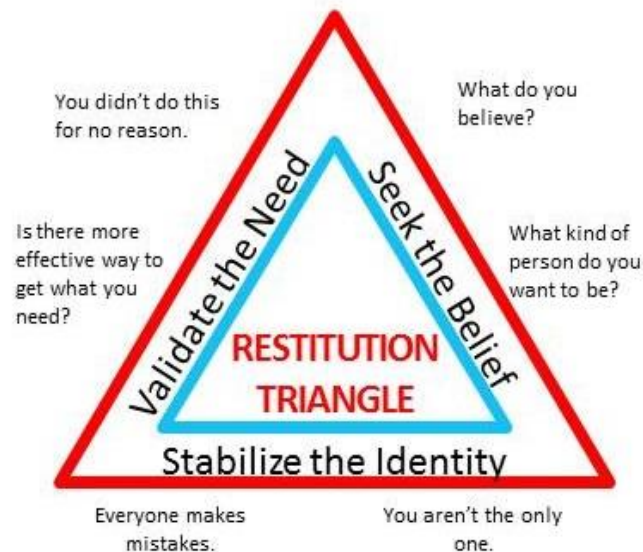 You didn't do this
for no reason.
What do you
believe?
Is there more
effective way to
get what you
need?
What kind of
person do you
want to be?
Validate the Need
Seek the Belief
RESTITUTION
TRIANGLE
Stabilize the Identity
Everyone makes
mistakes.
You aren't the only
one.